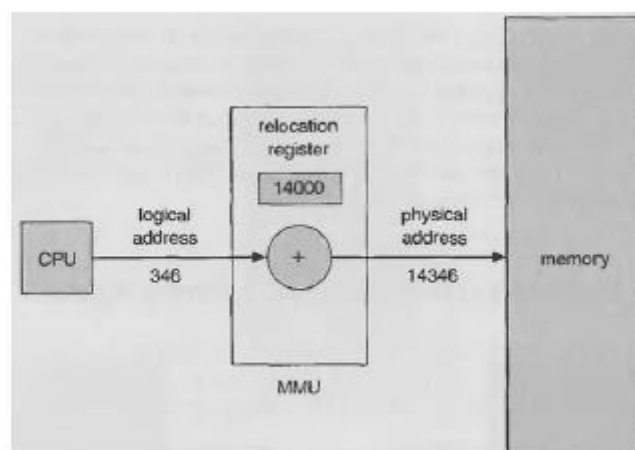 relocation
register
14000
logical
address
physical
address
CPU
+
memory
346
14346
MMU